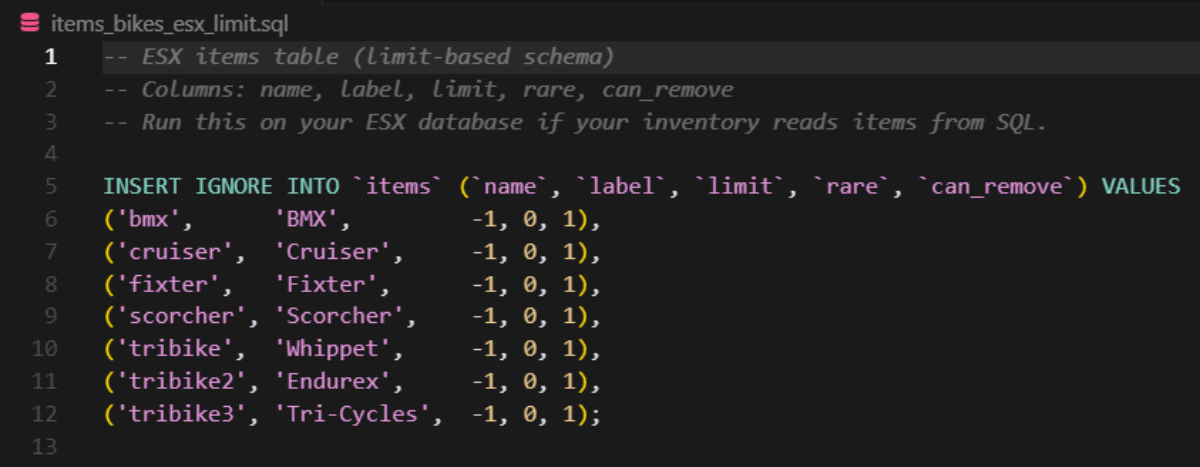 items_bikes_esx_limit.sql
1 -- ESX items table (limit-based schema)
2 -- Columns: name, label, limit, rare, can_remove
3 -- Run this on your ESX database if your inventory reads items from SQL.
4
5 INSERT IGNORE INTO `items` (`name`, `label`, `limit`, `rare`, `can_remove`) VALUES
6 ('bmx',      'BMX',         -1, 0, 1),
7 ('cruiser',  'Cruiser',     -1, 0, 1),
8 ('fixter',   'Fixter',      -1, 0, 1),
9 ('scorcher', 'Scorcher',    -1, 0, 1),
10 ('tribike',  'Whippet',     -1, 0, 1),
11 ('tribike2', 'Endurex',     -1, 0, 1),
12 ('tribike3', 'Tri-Cycles',  -1, 0, 1);
13